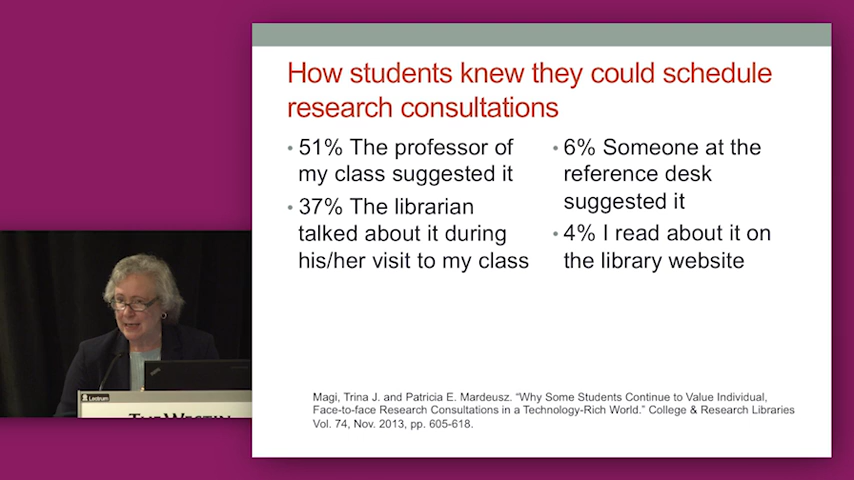 How students knew they could schedule
research consultations
• 51% The professor of
my class suggested it
• 37% The librarian
talked about it during
his/her visit to my class
• 6% Someone at the
reference desk
suggested it
• 4% I read about it on
the library website
Magi, Trina J. and Patricia E. Mardeusz. “Why Some Students Continue to Value Individual,
Face-to-face Research Consultations in a Technology-Rich World.” College & Research Libraries
Vol. 74, Nov. 2013, pp. 605-618.
Lectrum
THE WESTIN